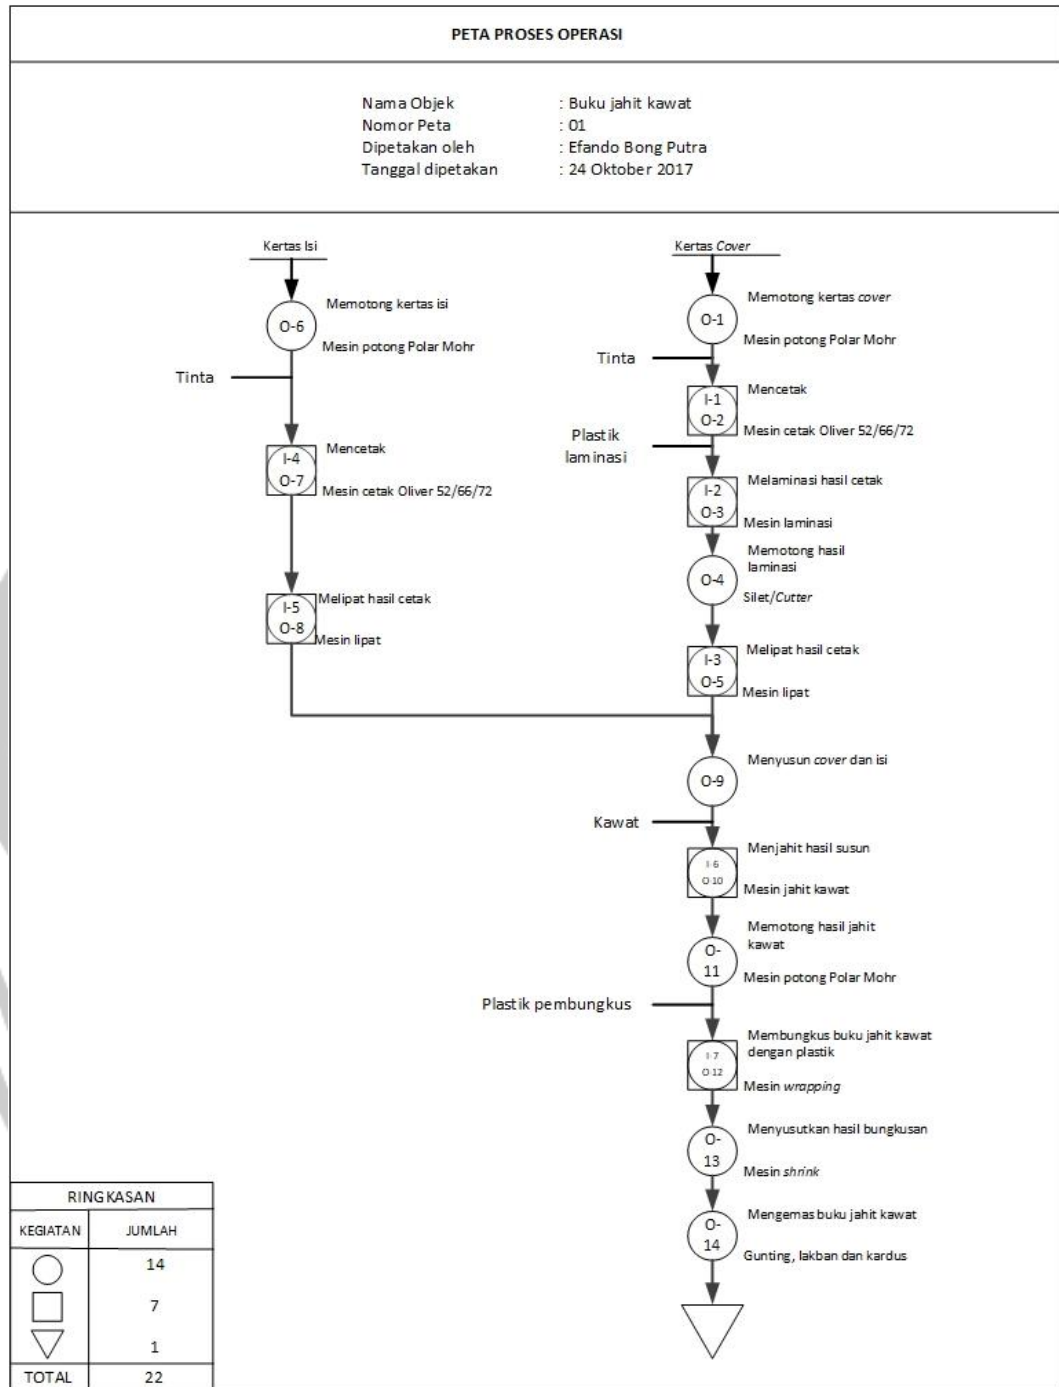 PETA PROSES OPERASI
Nama Objek : Buku jahit kawat
Nomor Peta : 01
Dipetakan oleh : Efando Bong Putra
Tanggal dipetakan : 24 Oktober 2017
Kertas Isi
O-6
Memotong kertas isi
Mesin potong Polar Mohr
Tinta
I-4
O-7
Mencetak
Mesin cetak Oliver 52/66/72
I-5
O-8
Melipat hasil cetak
Mesin lipat
Kertas Cover
O-1
Memotong kertas cover
Mesin potong Polar Mohr
Tinta
I-1
O-2
Mencetak
Mesin cetak Oliver 52/66/72
Plastik
laminasi
I-2
O-3
Melaminasi hasil cetak
Mesin laminasi
O-4
Memotong hasil
laminasi
Silet/Cutter
I-3
O-5
Melipat hasil cetak
Mesin lipat
O-9
Menyusun cover dan isi
Kawat
I-6
O-10
Menjahit hasil susun
Mesin jahit kawat
O-
11
Memotong hasil jahit
kawat
Mesin potong Polar Mohr
Plastik pembungkus
I-7
O-12
Membungkus buku jahit kawat
dengan plastik
Mesin wrapping
O-
13
Menyusutkan hasil bungkusan
Mesin shrink
O-
14
Mengemas buku jahit kawat
Gunting, lakban dan kardus
RINGKASAN
KEGIATAN JUMLAH
14
7
1
TOTAL 22